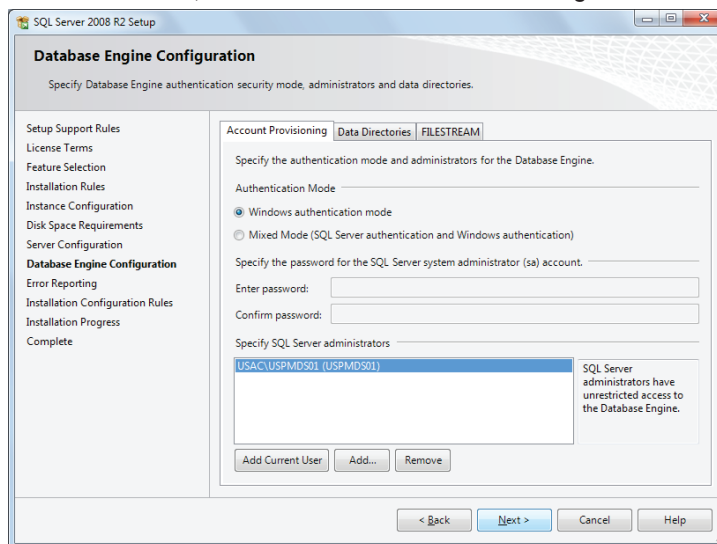 SQL Server 2008 R2 Setup
Database Engine Configuration
Specify Database Engine authentication security mode, administrators and data directories.
Setup Support Rules
License Terms
Feature Selection
Installation Rules
Instance Configuration
Disk Space Requirements
Server Configuration
Database Engine Configuration
Error Reporting
Installation Configuration Rules
Installation Progress
Complete
Account Provisioning Data Directories FILESTREAM
Specify the authentication mode and administrators for the Database Engine.
Authentication Mode
Windows authentication mode
Mixed Mode (SQL Server authentication and Windows authentication)
Specify the password for the SQL Server system administrator (sa) account.
Enter password:
Confirm password:
Specify SQL Server administrators
USAC\USPMDS01 (USPMDS01)
SQL Server
administrators have
unrestricted access to
the Database Engine.
Add Current User Add... Remove
< Back Next > Cancel Help